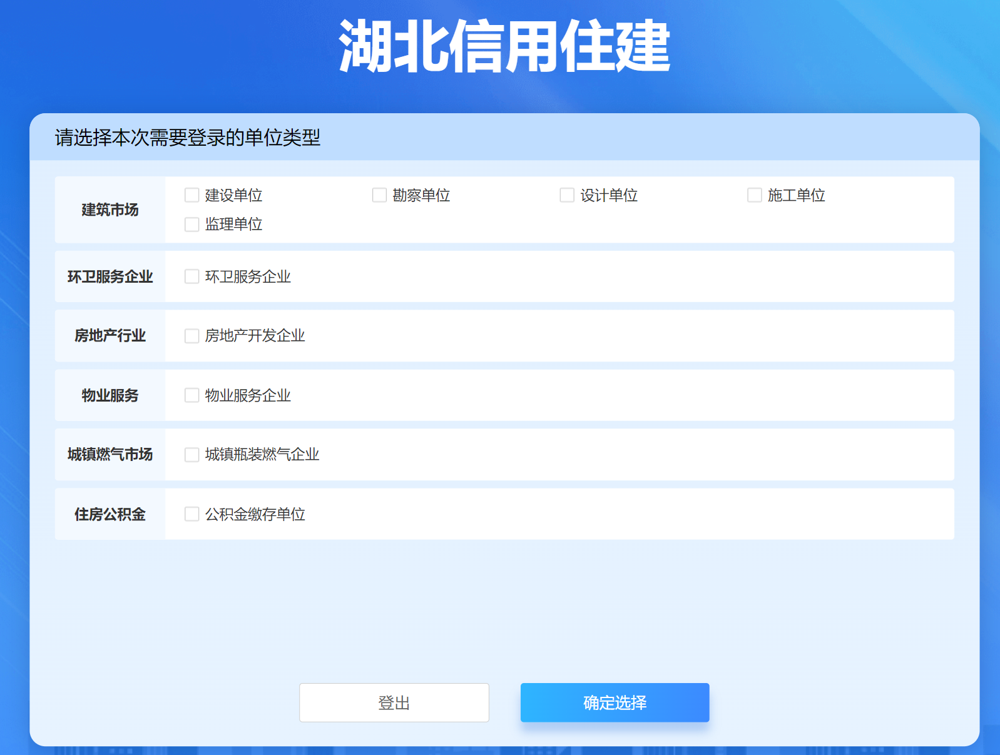 湖北信用住建
请选择本次需要登录的单位类型
建筑市场
建设单位 勘察单位 设计单位 施工单位
监理单位
环卫服务企业 环卫服务企业
房地产行业 房地产开发企业
物业服务 物业服务企业
城镇燃气市场 城镇瓶装燃气企业
住房公积金 公积金缴存单位
登出 确定选择